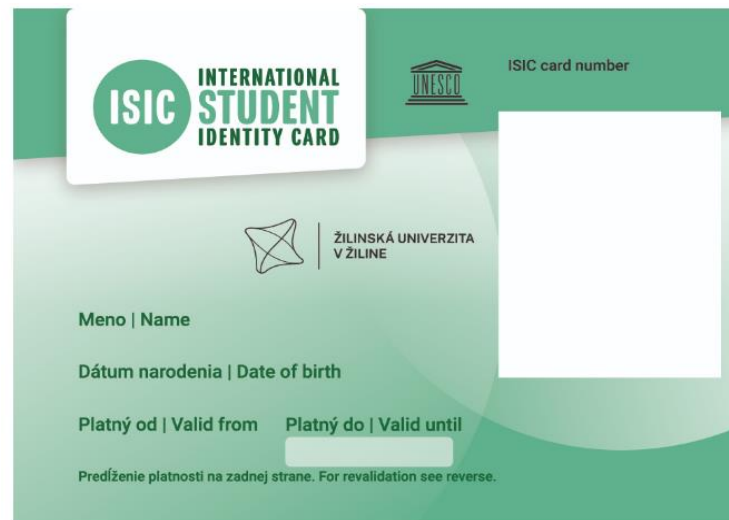 ISIC
INTERNATIONAL
STUDENT
IDENTITY CARD
UNESCO
ISIC card number
ŽILINSKÁ UNIVERZITA
V ŽILINE
Meno | Name
Dátum narodenia | Date of birth
Platný od | Valid from Platný do | Valid until
Predĺženie platnosti na zadnej strane. For revalidation see reverse.